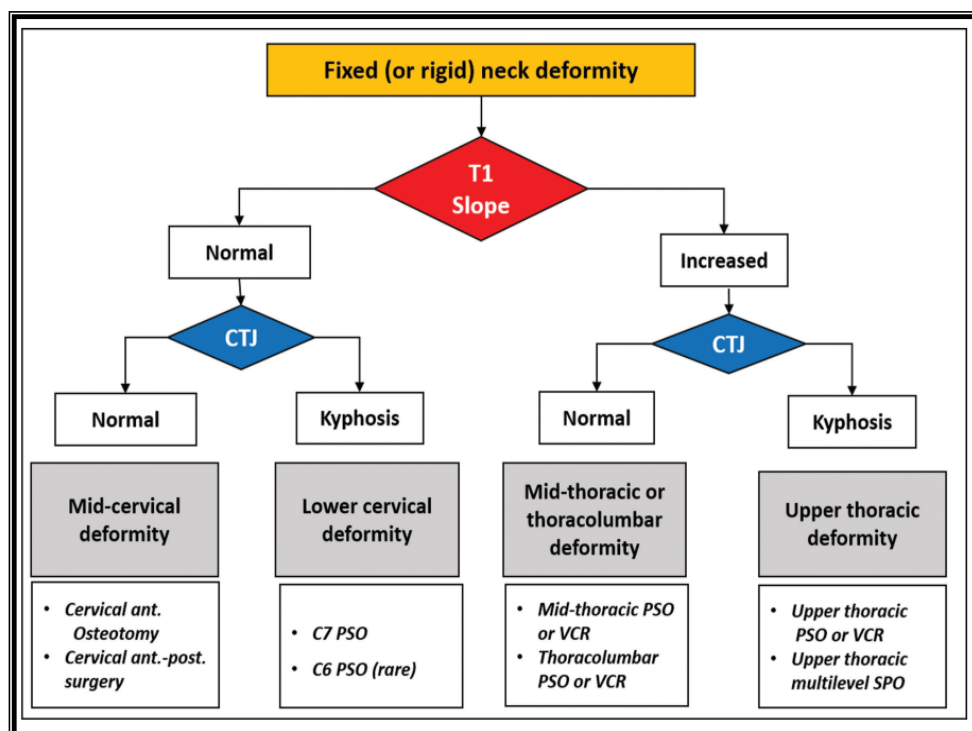 Fixed (or rigid) neck deformity
T1
Slope
Normal
Increased
CTJ
CTJ
Normal
Kyphosis
Normal
Kyphosis
Mid-cervical
deformity
Lower cervical
deformity
Mid-thoracic or
thoracolumbar
deformity
Upper thoracic
deformity
• Cervical ant.
Osteotomy
• Cervical ant.-post.
surgery
• C7 PSO
• C6 PSO (rare)
• Mid-thoracic PSO
or VCR
• Thoracolumbar
PSO or VCR
• Upper thoracic
PSO or VCR
• Upper thoracic
multilevel SPO